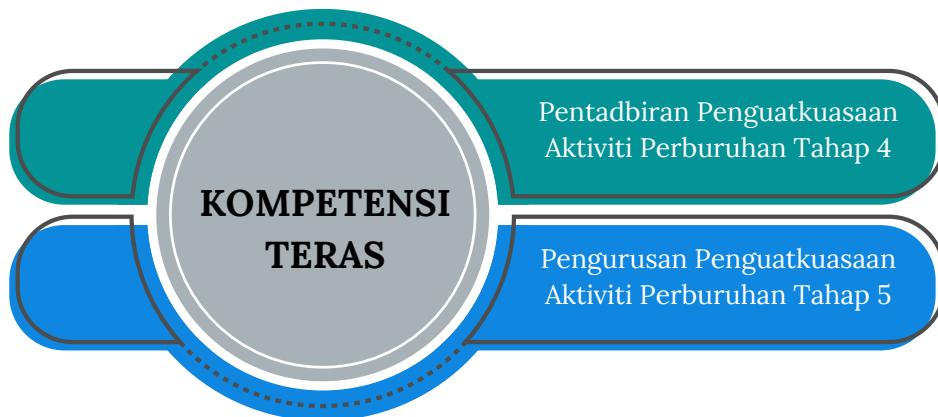 KOMPETENSI
TERAS
Pentadbiran Penguatkuasaan
Aktiviti Perburuhan Tahap 4
Pengurusan Penguatkuasaan
Aktiviti Perburuhan Tahap 5